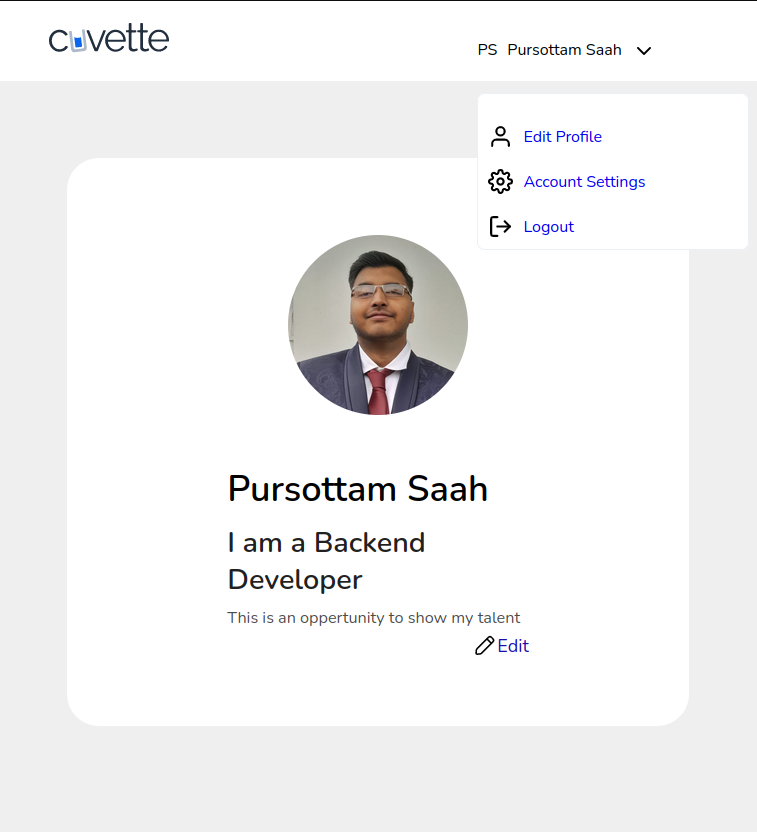 cuvette
PS Pursottam Saah
Edit Profile
Account Settings
Logout
Pursottam Saah
I am a Backend
Developer
This is an oppertunity to show my talent
Edit